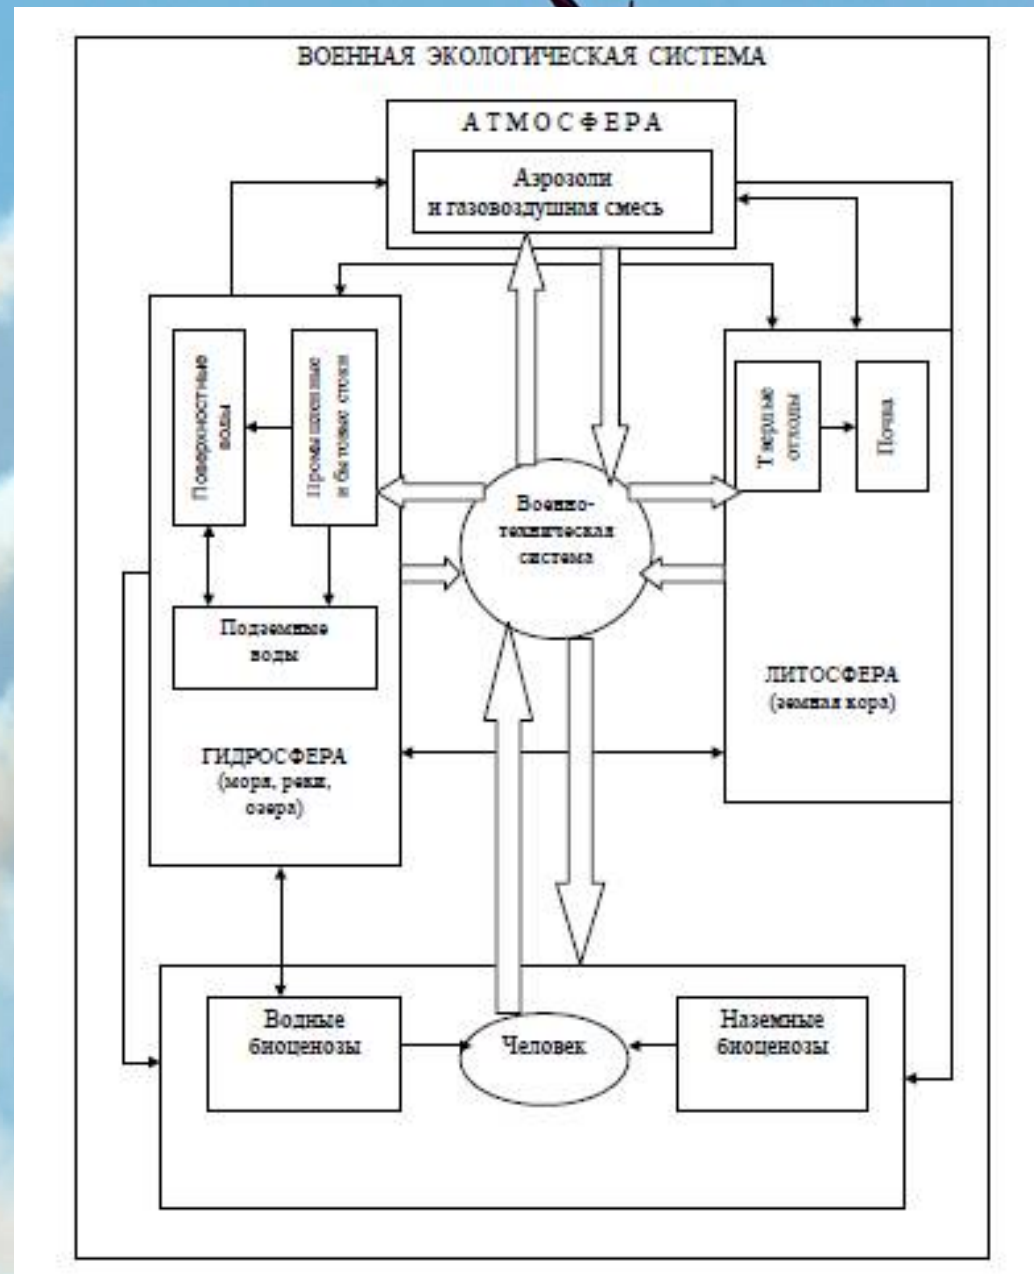 ВОЕННАЯ ЭКОЛОГИЧЕСКАЯ СИСТЕМА
АТМОСФЕРА
Аэрозоли
и газовоздушная смесь
Поверхностные
воды
Промышленные
и бытовые стоки
Твердые
отходы
Почва
Военно-
техническая
система
Подземные
воды
ЛИТОСФЕРА
(земная кора)
ГИДРОСФЕРА
(моря, реки,
озера)
Водные
биоценозы
Человек
Наземные
биоценозы